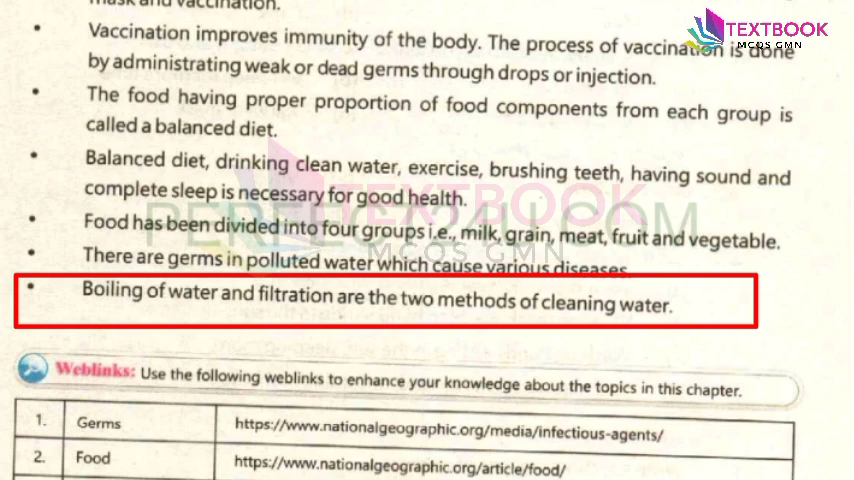 mask and vaccination.
TEXTBOOK
MCQS GMN
• Vaccination improves immunity of the body. The process of vaccination is done
by administrating weak or dead germs through drops or injection.
• The food having proper proportion of food components from each group is
called a balanced diet.
• Balanced diet, drinking clean water, exercise, brushing teeth, having sound and
complete sleep is necessary for good health.
TEXTBOOK
PERFECT24U.COM
MCQS GMN
• Food has been divided into four groups i.e., milk, grain, meat, fruit and vegetable.
• There are germs in polluted water which cause various diseases.
• Boiling of water and filtration are the two methods of cleaning water.
Weblinks: Use the following weblinks to enhance your knowledge about the topics in this chapter.
1. Germs https://www.nationalgeographic.org/media/infectious-agents/
2. Food https://www.nationalgeographic.org/article/food/